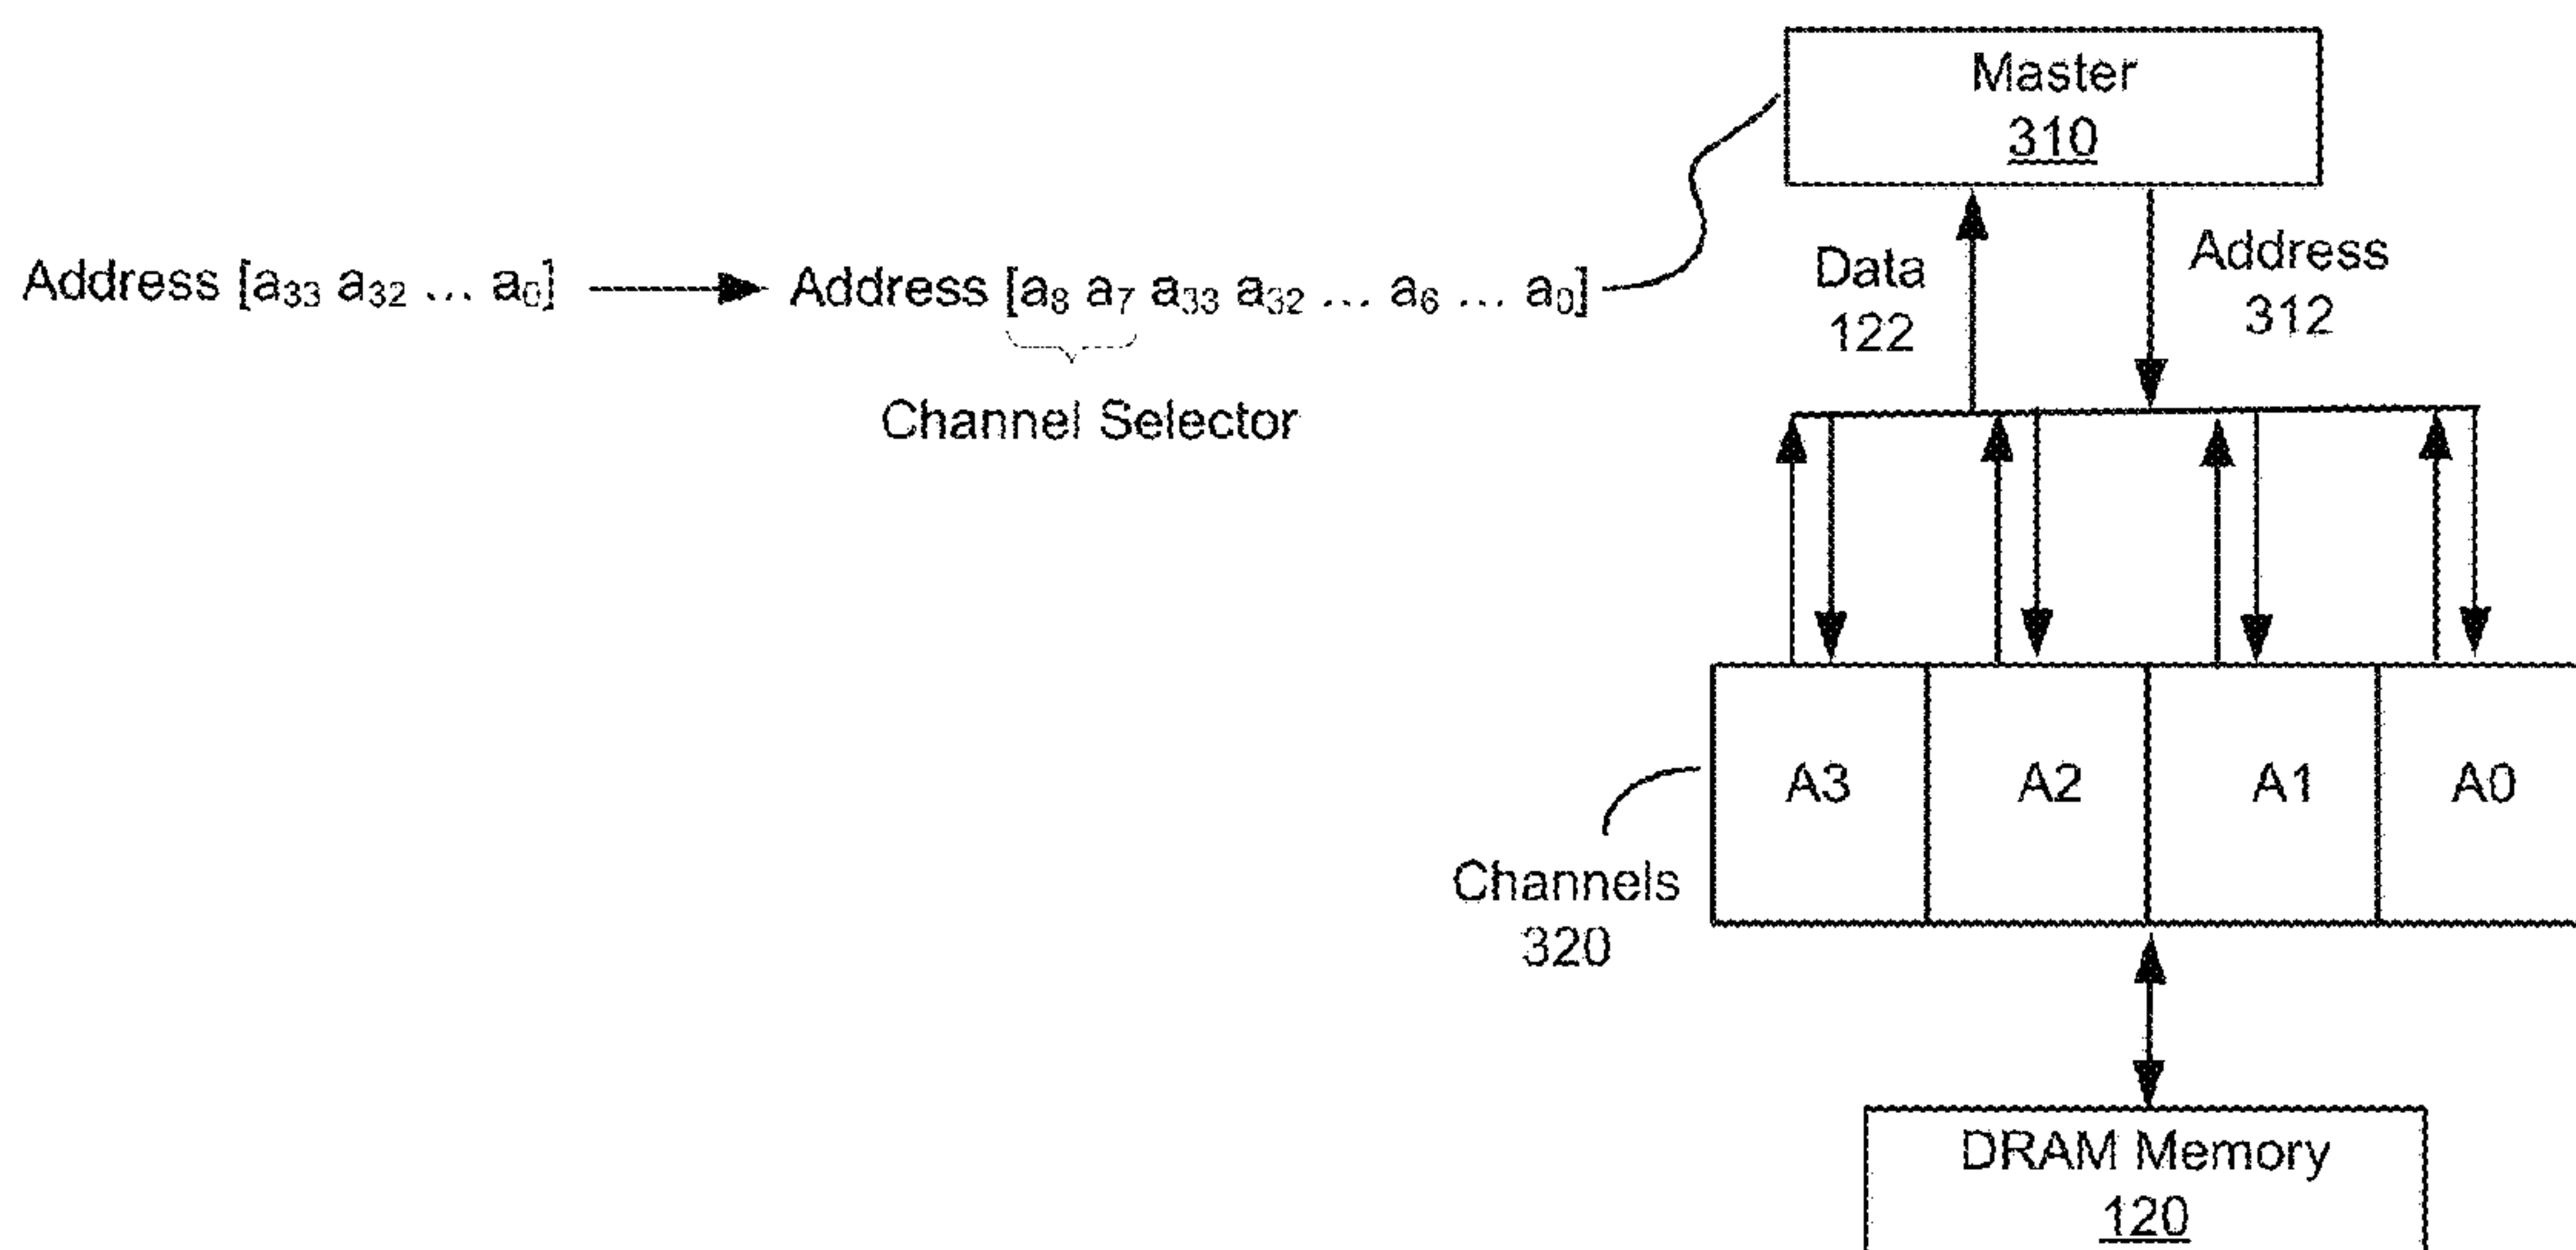 Master
310
Address [a₃₃ a₃₂ ... a₀]
Address [a₈ a₇ a₃₃ a₃₂ ... a₆ ... a₀]
Channel Selector
Data
122
Address
312
A3 A2 A1 A0
Channels
320
DRAM Memory
120